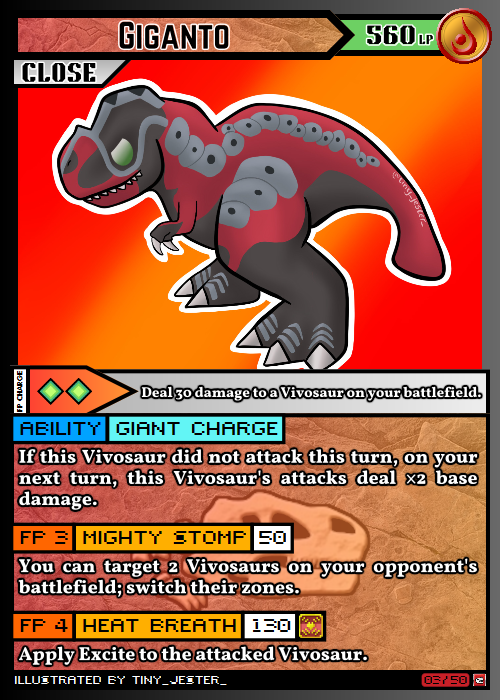 GIGANTO
560 LP
CLOSE
@tiny_jester_
FP CHARGE
Deal 30 damage to a Vivosaur on your battlefield.
ABILITY GIANT CHARGE
If this Vivosaur did not attack this turn, on your
next turn, this Vivosaur's attacks deal ×2 base
damage.
FP 3 MIGHTY STOMP 50
You can target 2 Vivosaurs on your opponent's
battlefield; switch their zones.
FP 4 HEAT BREATH 130
Apply Excite to the attacked Vivosaur.
ILLUSTRATED BY TINY_JESTER_
03/50